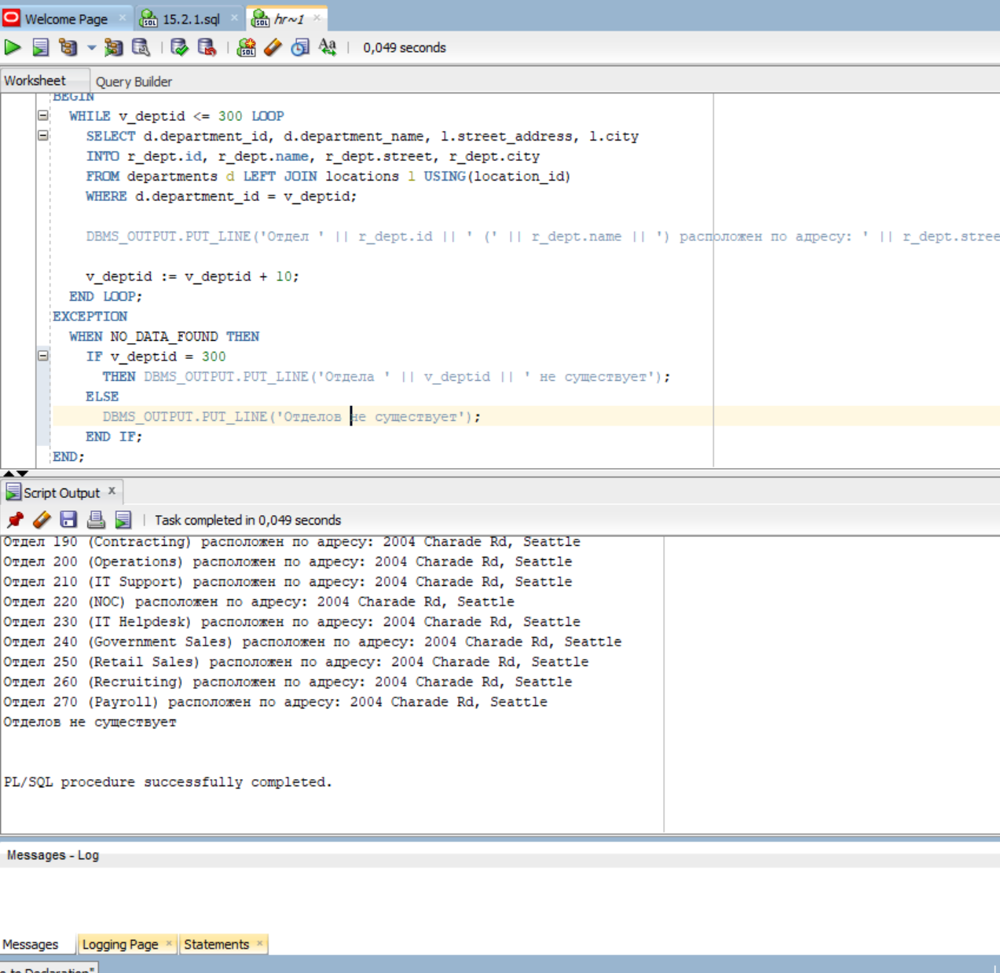 Welcome Page
15.2.1.sql
hr~1
0,049 seconds
Worksheet
Query Builder
BEGIN
WHILE v_deptid <= 300 LOOP
SELECT d.department_id, d.department_name, l.street_address, l.city
INTO r_dept.id, r_dept.name, r_dept.street, r_dept.city
FROM departments d LEFT JOIN locations l USING(location_id)
WHERE d.department_id = v_deptid;
DBMS_OUTPUT.PUT_LINE('Отдел ' || r_dept.id || ' (' || r_dept.name || ') расположен по адресу: ' || r_dept.stree
v_deptid := v_deptid + 10;
END LOOP;
EXCEPTION
WHEN NO_DATA_FOUND THEN
IF v_deptid = 300
THEN DBMS_OUTPUT.PUT_LINE('Отдела ' || v_deptid || ' не существует');
ELSE
DBMS_OUTPUT.PUT_LINE('Отделов не существует');
END IF;
END;
Script Output
Task completed in 0,049 seconds
Отдел 190 (Contracting) расположен по адресу: 2004 Charade Rd, Seattle
Отдел 200 (Operations) расположен по адресу: 2004 Charade Rd, Seattle
Отдел 210 (IT Support) расположен по адресу: 2004 Charade Rd, Seattle
Отдел 220 (NOC) расположен по адресу: 2004 Charade Rd, Seattle
Отдел 230 (IT Helpdesk) расположен по адресу: 2004 Charade Rd, Seattle
Отдел 240 (Government Sales) расположен по адресу: 2004 Charade Rd, Seattle
Отдел 250 (Retail Sales) расположен по адресу: 2004 Charade Rd, Seattle
Отдел 260 (Recruiting) расположен по адресу: 2004 Charade Rd, Seattle
Отдел 270 (Payroll) расположен по адресу: 2004 Charade Rd, Seattle
Отделов не существует
PL/SQL procedure successfully completed.
Messages - Log
Messages
Logging Page
Statements
to Declaration"